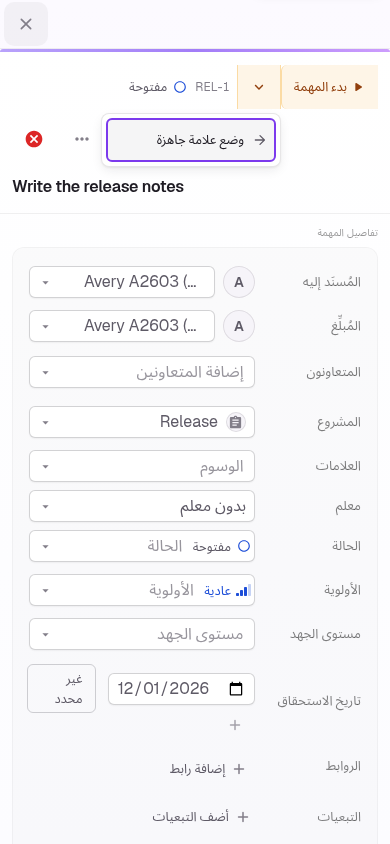 بدء المهمة
REL-1 مفتوحة
وضع علامة جاهزة
Write the release notes
تفاصيل المهمة
المُسنَد إليه A Avery A2603 (...
المُبلِّغ A Avery A2603 (...
المتعاونون إضافة المتعاونين
المشروع Release
العلامات الوسوم
معلم بدون معلم
الحالة مفتوحة الحالة
الأولوية عادية الأولوية
مستوى الجهد مستوى الجهد
تاريخ الاستحقاق 12/01/2026 غير محدد
الروابط + إضافة رابط
التبعيات + أضف التبعيات